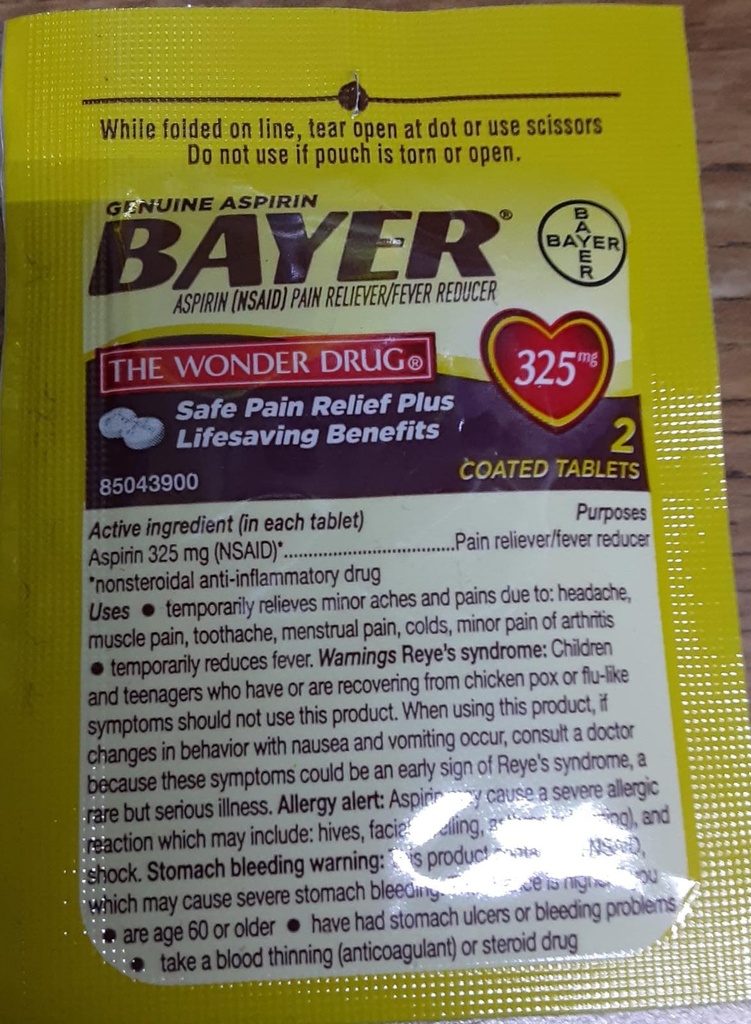 While folded on line, tear open at dot or use scissors
Do not use if pouch is torn or open.
GENUINE ASPIRIN
BAYER®
BAYER
BAYER
ASPIRIN (NSAID) PAIN RELIEVER/FEVER REDUCER
THE WONDER DRUG®
325mg
Safe Pain Relief Plus
Lifesaving Benefits
2
COATED TABLETS
85043900
Active ingredient (in each tablet) Purposes
Aspirin 325 mg (NSAID)*................................Pain reliever/fever reducer
*nonsteroidal anti-inflammatory drug
Uses ● temporarily relieves minor aches and pains due to: headache,
muscle pain, toothache, menstrual pain, colds, minor pain of arthritis
● temporarily reduces fever. Warnings Reye's syndrome: Children
and teenagers who have or are recovering from chicken pox or flu-like
symptoms should not use this product. When using this product, if
changes in behavior with nausea and vomiting occur, consult a doctor
because these symptoms could be an early sign of Reye's syndrome, a
rare but serious illness. Allergy alert: Aspirin may cause a severe allergic
reaction which may include: hives, facial swelling, and
shock. Stomach bleeding warning: This product NSAID,
which may cause severe stomach bleeding. is higher you
● are age 60 or older ● have had stomach ulcers or bleeding problems
● take a blood thinning (anticoagulant) or steroid drug